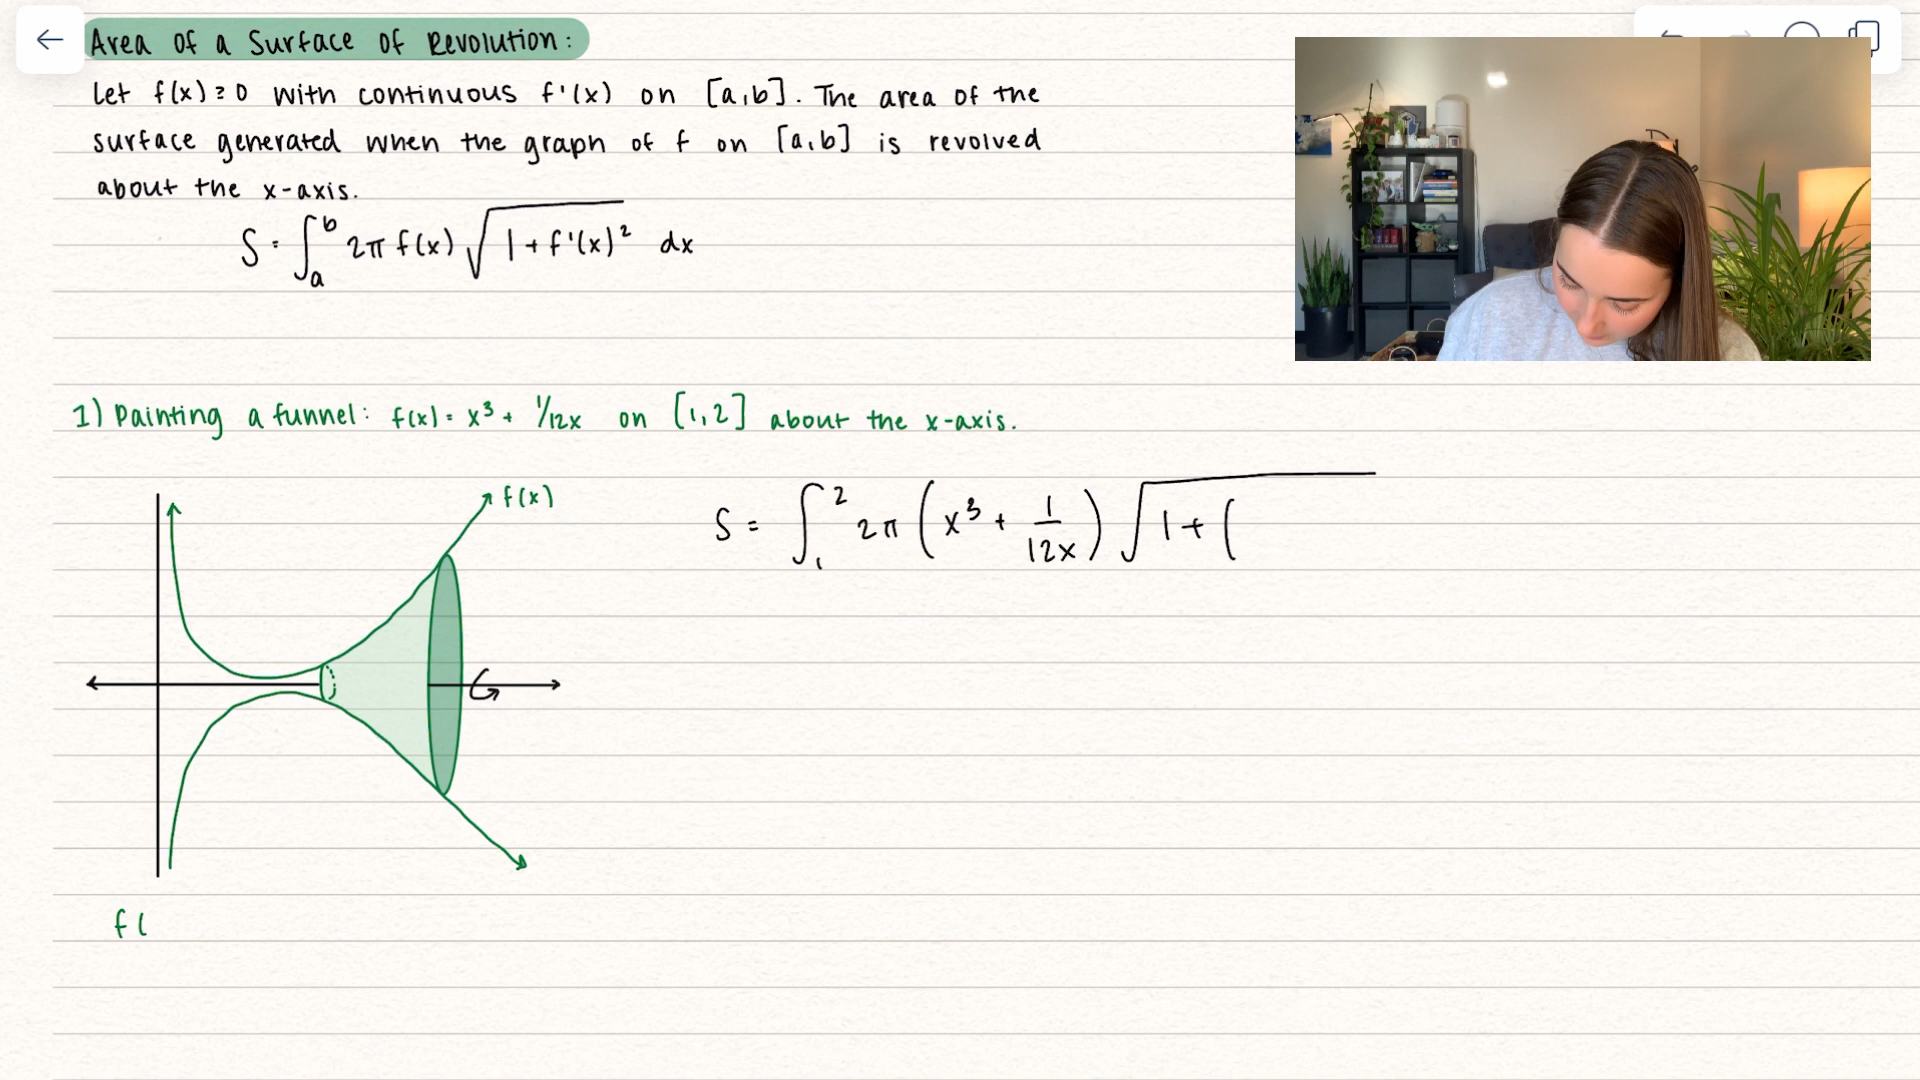 Area of a Surface of Revolution:
Let f(x) ≥ 0 with continuous f'(x) on [a,b]. The area of the
surface generated when the graph of f on [a,b] is revolved
about the x-axis.
S = ∫_a^b 2π f(x) √(1 + f'(x)²) dx
1) Painting a funnel: f(x) = x³ + 1/12x on [1,2] about the x-axis.
f(x)
S = ∫_1^2 2π (x³ + 1/12x) √1 + (
f(